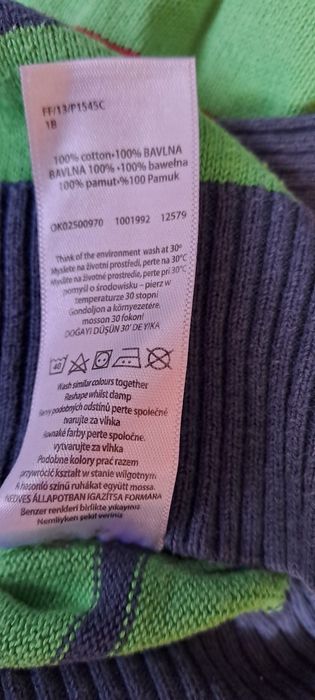 FF/13/P1545C
1B
100% cotton•100% BAVLNA
BAVLNA 100% •100% bawełna
100% pamut•%100 Pamuk
OK02500970 1001992 12579
Think of the environment wash at 30°
Myslete na životní prostředí, perte na 30°C
Myslite na životné prostredie, perte pri 30°C
pomyśl o środowisku – pierz w
temperaturze 30 stopni
Gondoljon a környezetére,
mosson 30 fokon!
DOĞAYI DÜŞÜN 30' DE YIKA
40
Wash similar colours together
Reshape whilst damp
Barvy podobných odstínů perte společně
tvarujte za vlhka
Rovnaké farby perte spoločne.
vytvarujte za vlhka
Podobne kolory prać razem
przywrócić kształt w stanie wilgotnym
A hasonló színű ruhákat együtt mossa
NEDVES ÁLLAPOTBAN IGAZÍTSA FORMÁRA
Benzer renkleri birlikte yıkayınız
Nemliyken şekil veriniz